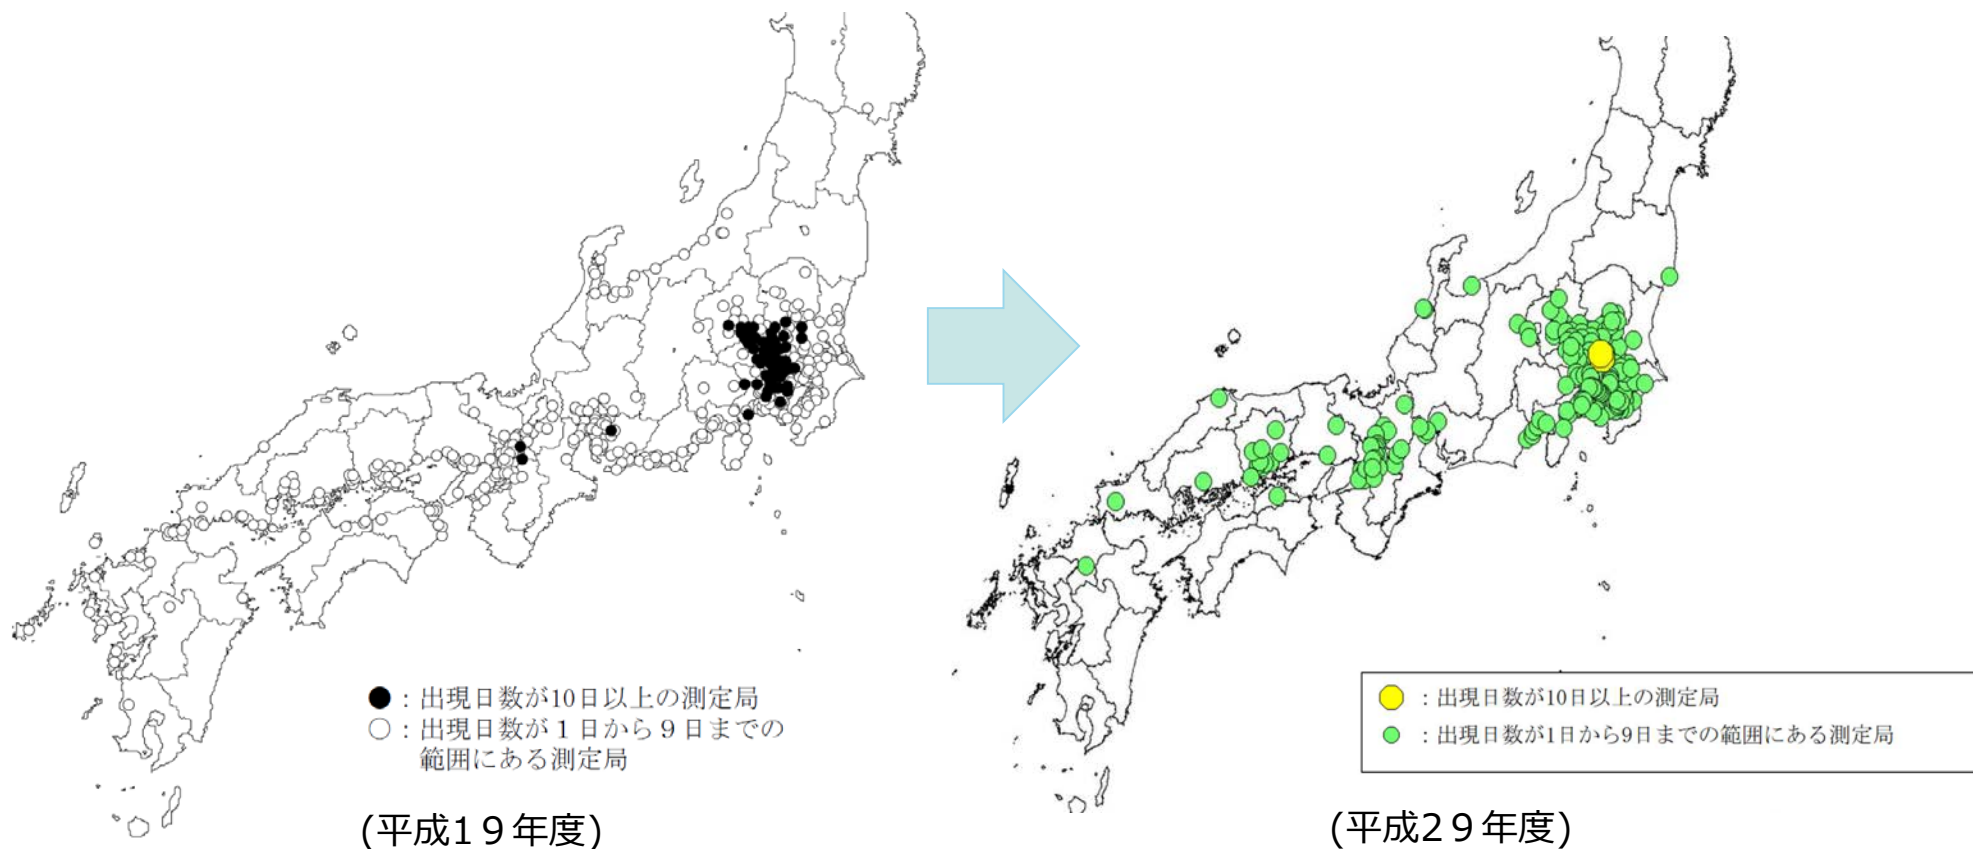 ●：出現日数が10日以上の測定局
○：出現日数が１日から９日までの
範囲にある測定局
(平成1９年度)
：出現日数が10日以上の測定局
：出現日数が1日から9日までの範囲にある測定局
(平成2９年度)